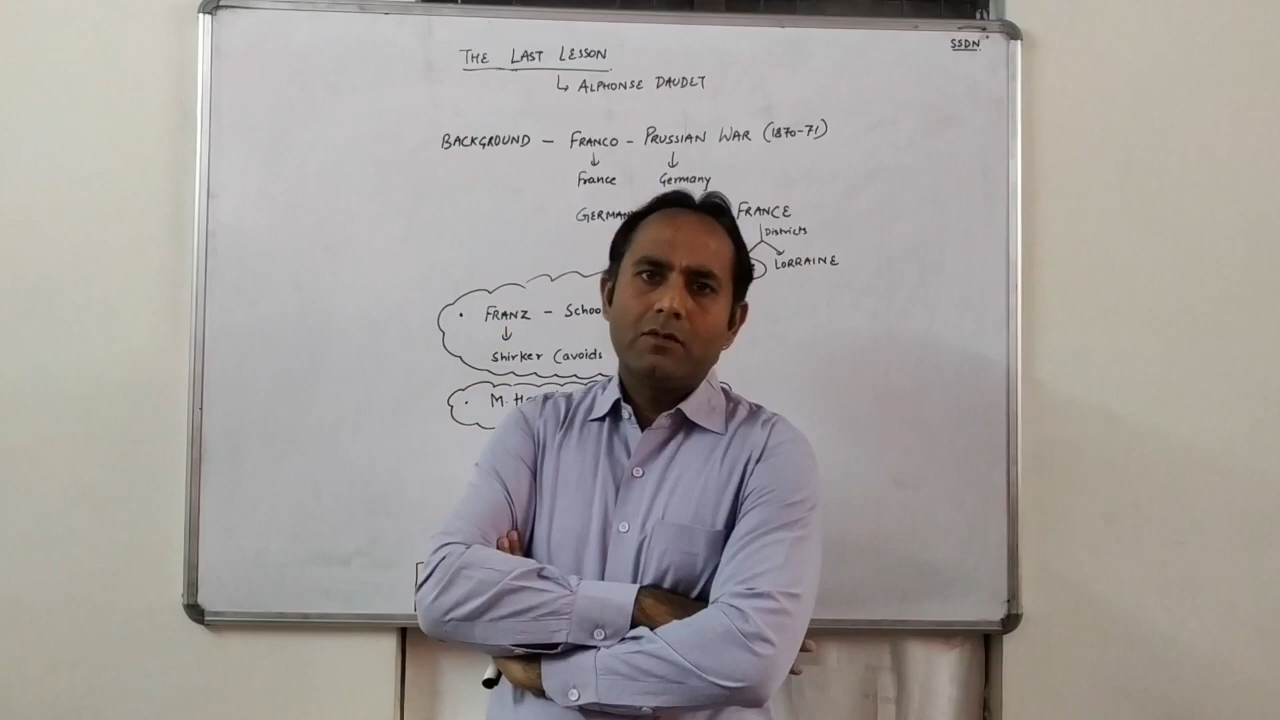 SSDN
THE LAST LESSON
↳ ALPHONSE DAUDET
BACKGROUND - FRANCO - PRUSSIAN WAR (1870-71)
↓ ↓
France Germany
FRANCE
Districts
LORRAINE
• FRANZ -
↓
Shirker (avoids
• M.